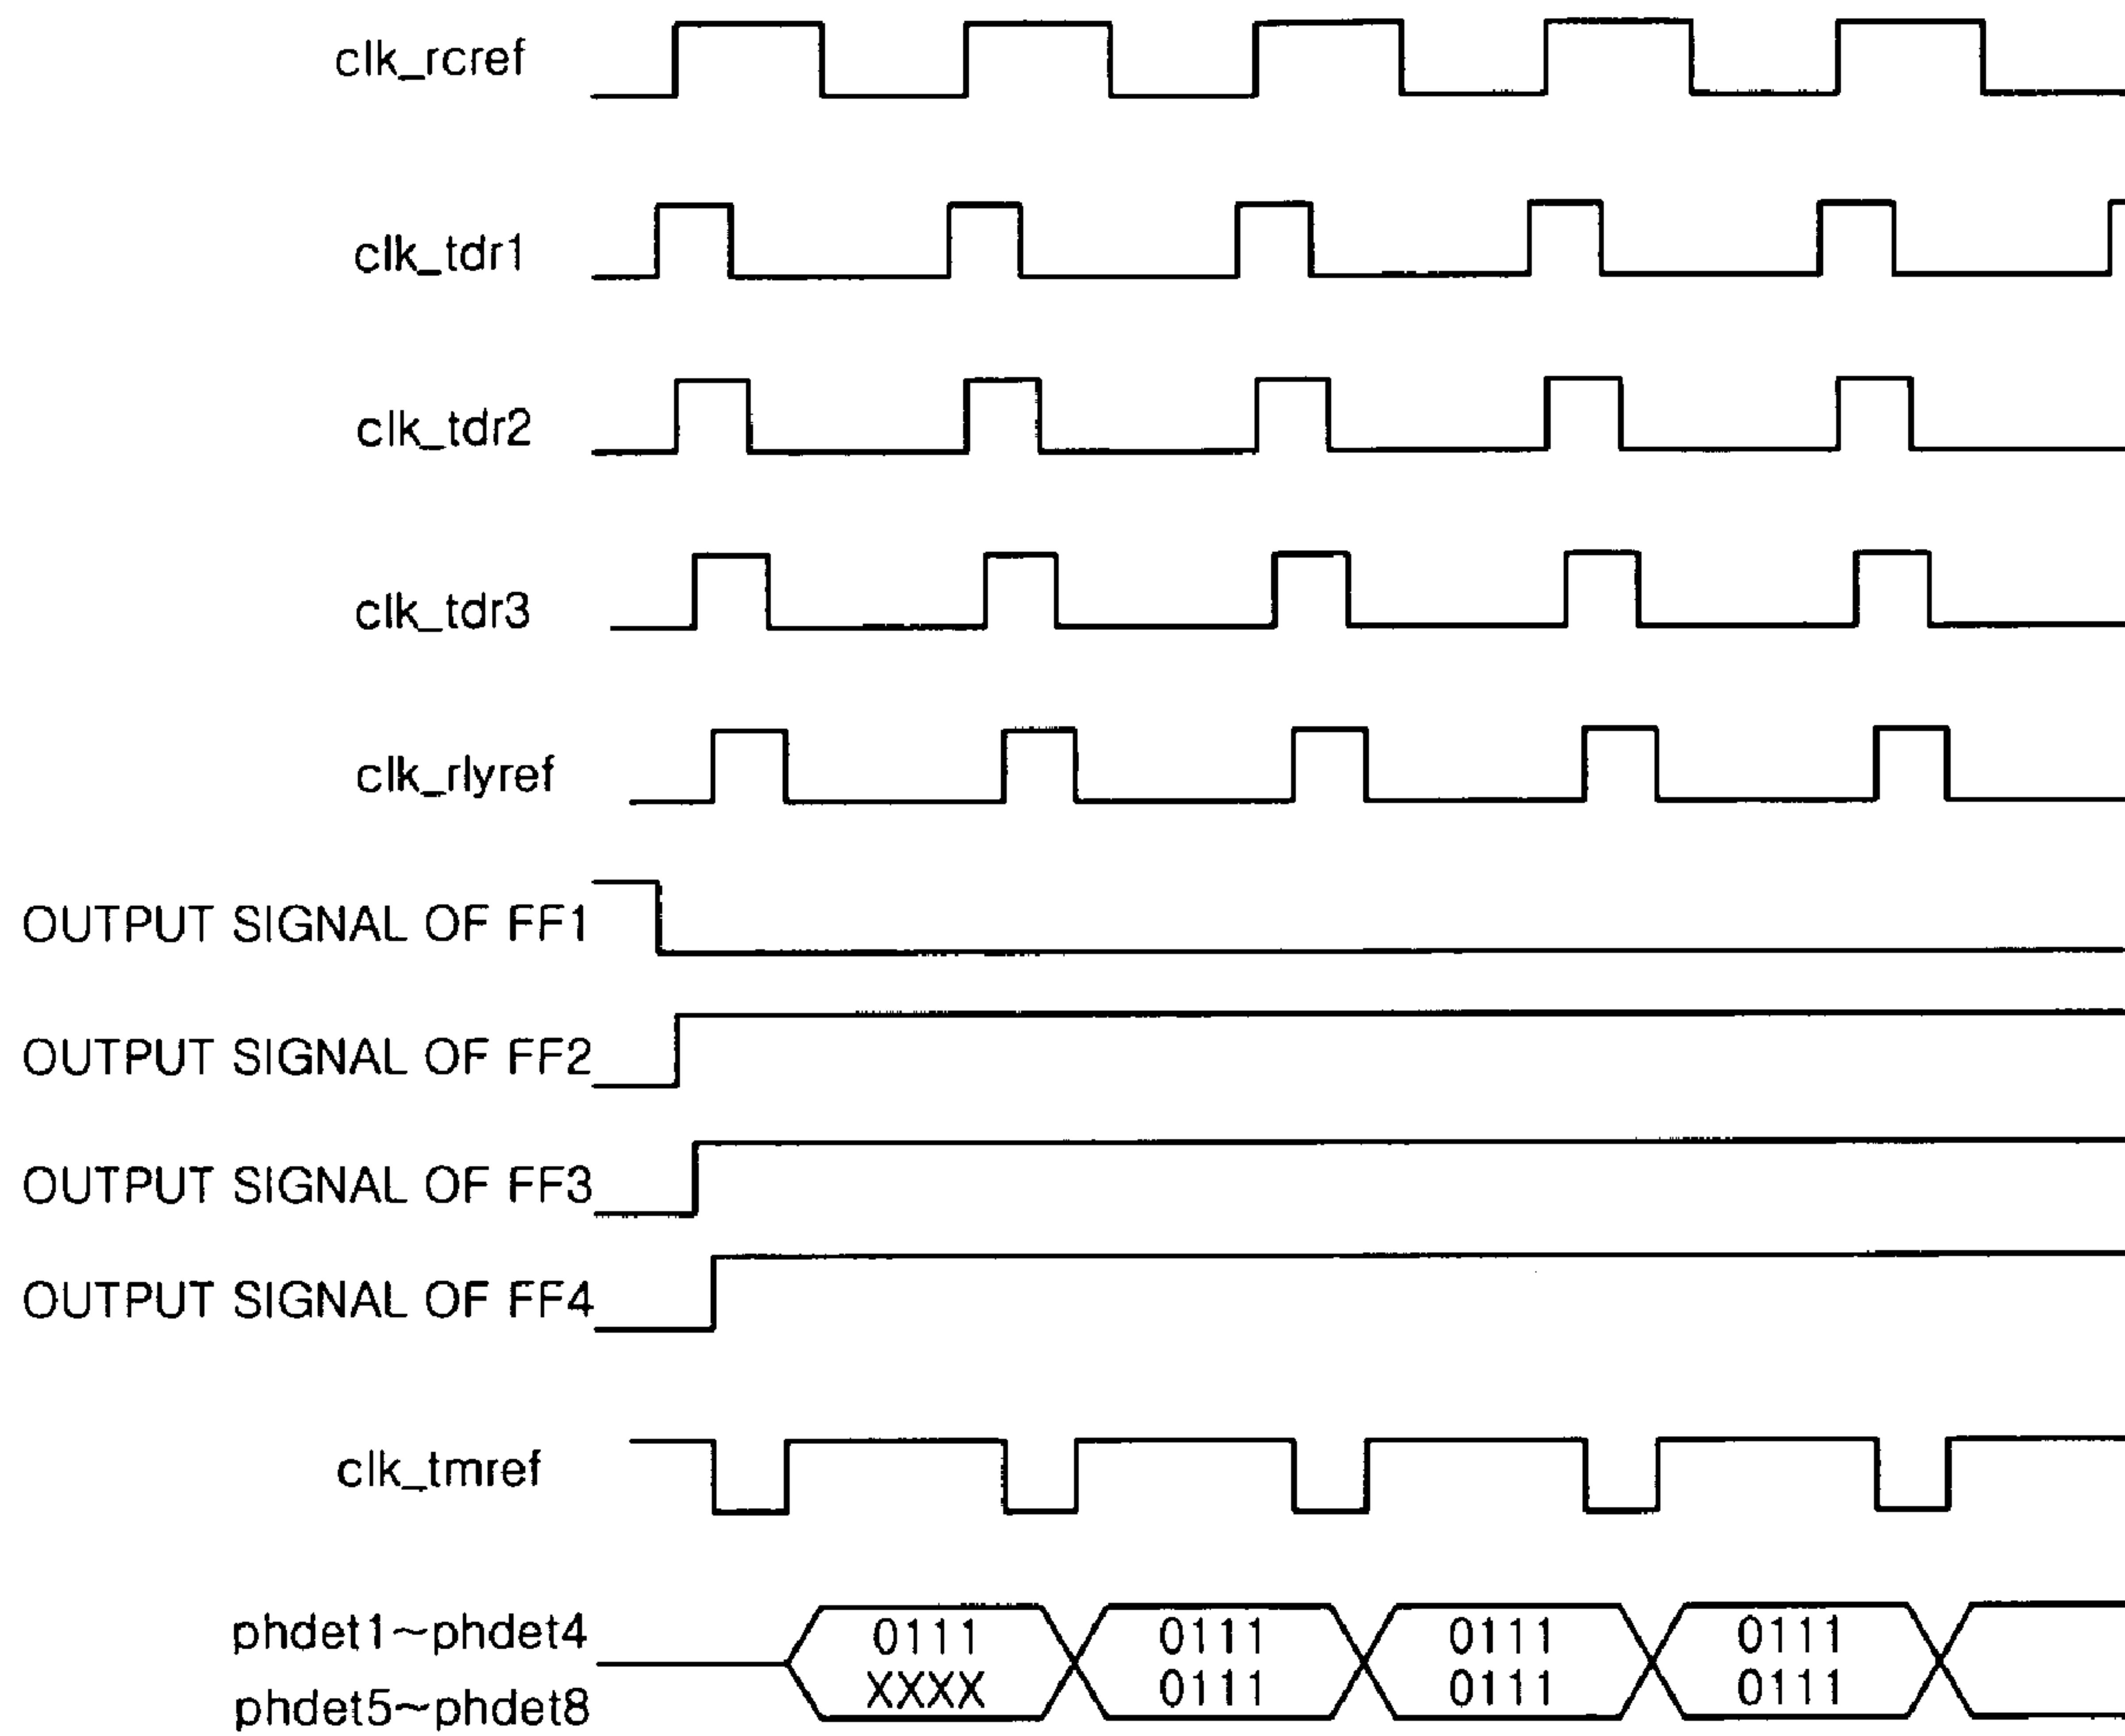 clk_rcref
clk_tdr1
clk_tdr2
clk_tdr3
clk_rlyref
OUTPUT SIGNAL OF FF1
OUTPUT SIGNAL OF FF2
OUTPUT SIGNAL OF FF3
OUTPUT SIGNAL OF FF4
clk_tmref
phdet1~phdet4 0111 0111 0111 0111
phdet5~phdet8 XXXX 0111 0111 0111